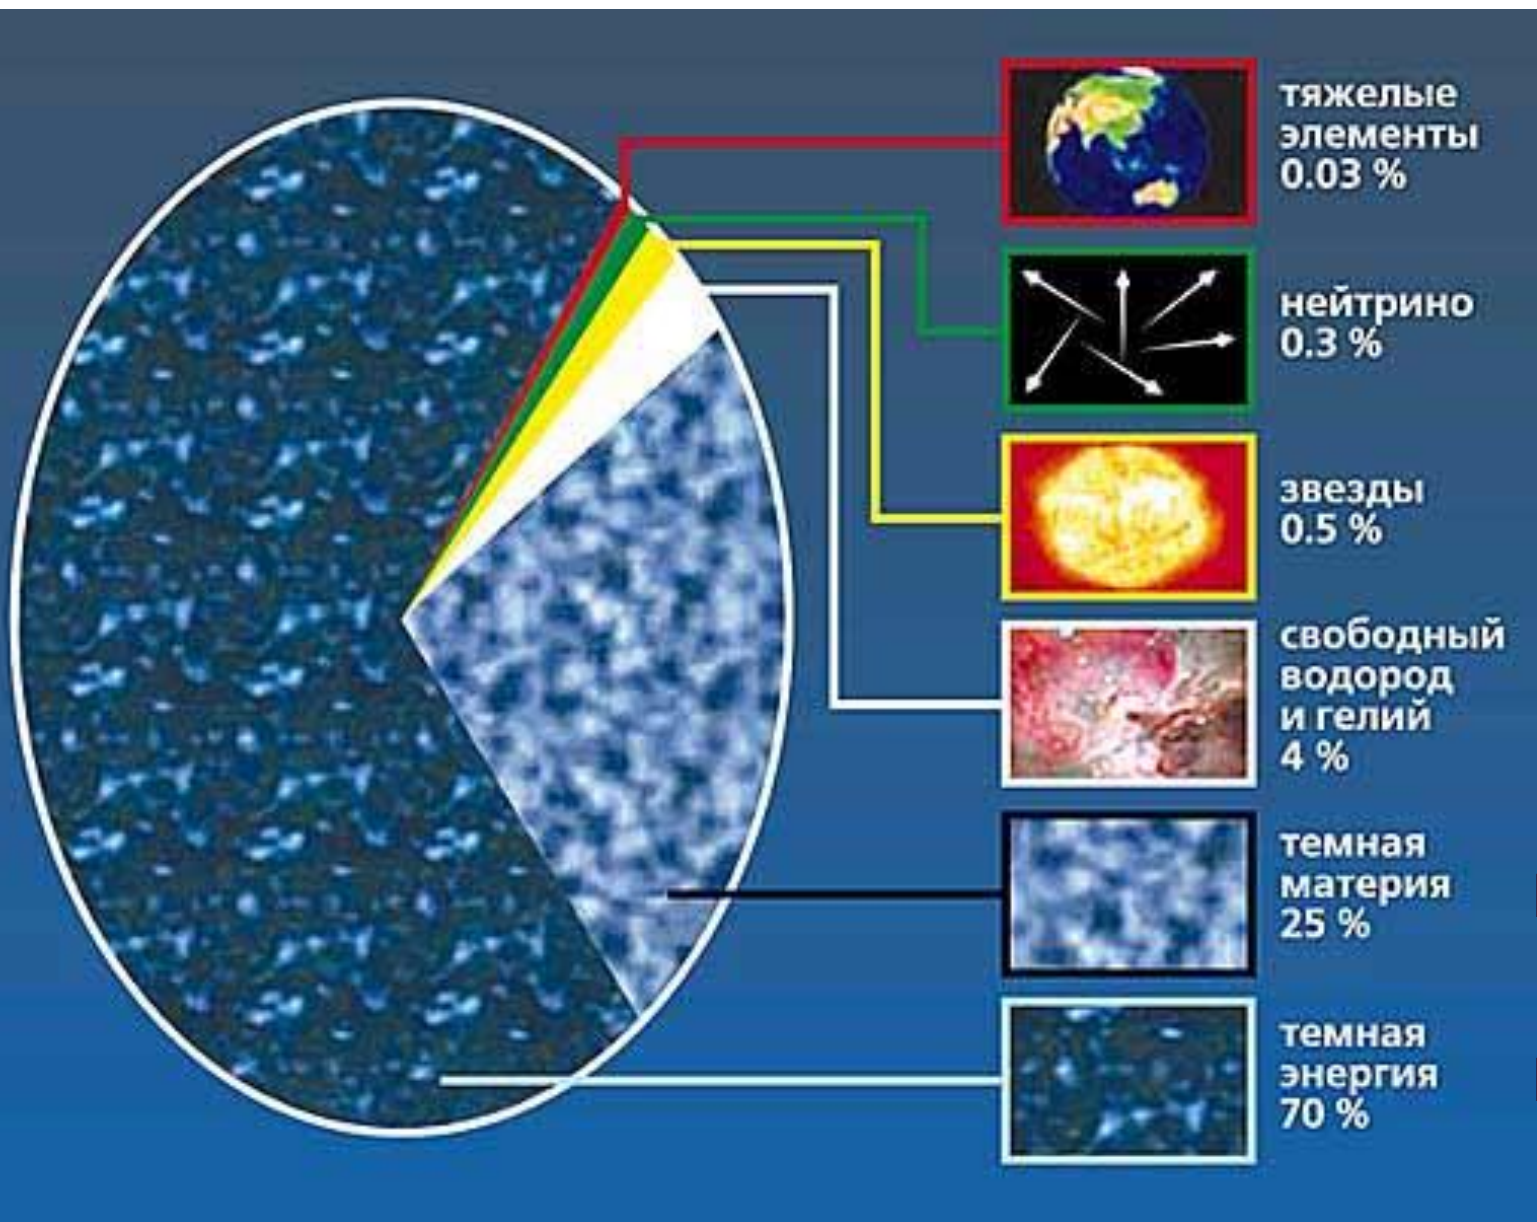 тяжелые
элементы
0.03 %
нейтрино
0.3 %
звезды
0.5 %
свободный
водород
и гелий
4 %
темная
материя
25 %
темная
энергия
70 %